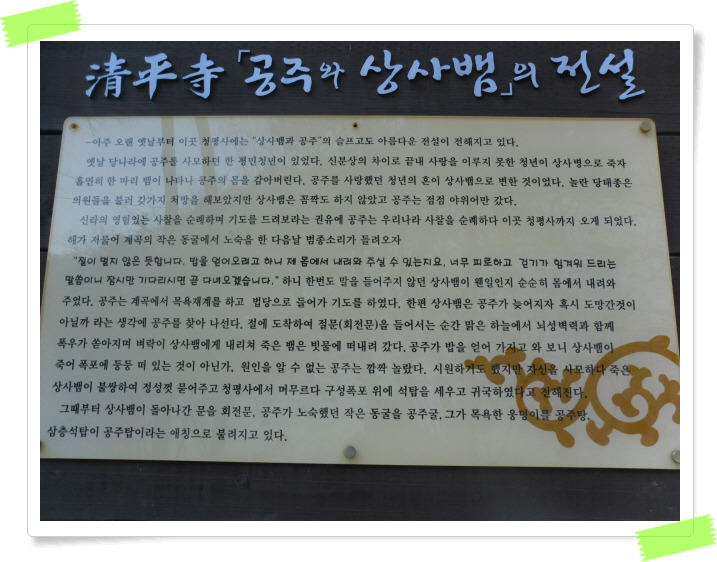 清平寺「공주와 상사뱀」의 전설
-아주 오랜 옛날부터 이곳 청평사에는 "상사뱀과 공주"의 슬프고도 아름다운 전설이 전해지고 있다.
옛날 당나라에 공주를 사모하던 한 평민청년이 있었다. 신분상의 차이로 끝내 사랑을 이루지 못한 청년이 상사병으로 죽자
홀연히 한 마리 뱀이 나타나 공주의 몸을 감아버린다. 공주를 사랑했던 청년의 혼이 상사뱀으로 변한 것이었다. 놀란 당태종은
의원들을 불러 갖가지 처방을 해보았지만 상사뱀은 꼼짝도 하지 않았고 공주는 점점 야위어만 갔다.
신라의 영험있는 사찰을 순례하며 기도를 드려보라는 권유에 공주는 우리나라 사찰을 순례하다 이곳 청평사까지 오게 되었다.
해가 저물어 계곡의 작은 동굴에서 노숙을 한 다음날 범종소리가 들려오자
"절이 멀지 않은 듯합니다. 밥을 얻어오려고 하니 제 몸에서 내려와 주실 수 있는지요, 너무 피로하고 걷기가 힘겨워 드리는
말씀이니 잠시만 기다리시면 곧 다녀오겠습니다." 하니 한번도 말을 들어주지 않던 상사뱀이 웬일인지 순순히 몸에서 내려와
주었다. 공주는 계곡에서 목욕재계를 하고 법당으로 들어가 기도를 하였다. 한편 상사뱀은 공주가 늦어지자 혹시 도망간것이
아닐까 라는 생각에 공주를 찾아 나선다. 절에 도착하여 절문(회전문)을 들어서는 순간 맑은 하늘에서 뇌성벽력과 함께
폭우가 쏟아지며 벼락이 상사뱀에게 내리쳐 죽은 뱀은 빗물에 떠내려 갔다. 공주가 밥을 얻어 가지고 와 보니 상사뱀이
죽어 폭포에 둥둥 떠 있는 것이 아닌가, 원인을 알 수 없는 공주는 깜짝 놀랐다. 시원하기도 했지만 자신을 사모하다 죽은
상사뱀이 불쌍하여 정성껏 묻어주고 청평사에서 머무르다 구성폭포 위에 석탑을 세우고 귀국하였다고 전해진다.
그때부터 상사뱀이 돌아나간 문을 회전문, 공주가 노숙했던 작은 동굴을 공주굴, 그가 목욕한 웅덩이를 공주탕,
삼층석탑이 공주탑이라는 애칭으로 불려지고 있다.